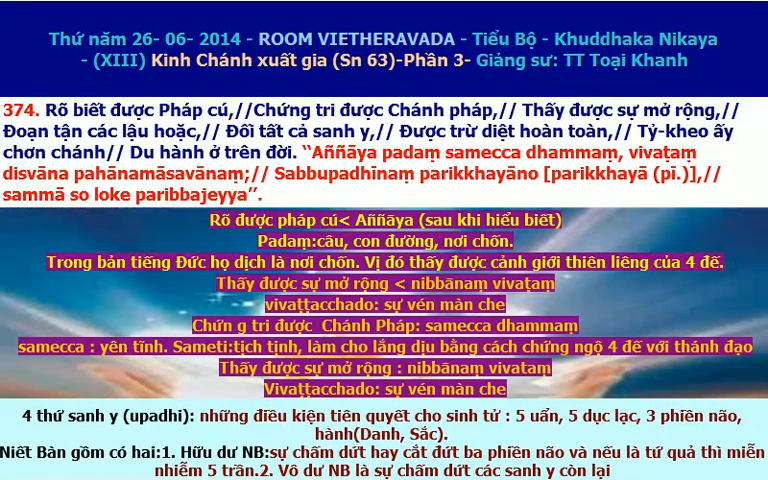 Thứ năm 26- 06- 2014 - ROOM VIETHERAVADA - Tiểu Bộ - Khuddhaka Nikaya
- (XIII) Kinh Chánh xuất gia (Sn 63)-Phần 3- Giảng sư: TT Toại Khanh
374. Rõ biết được Pháp cú,//Chứng tri được Chánh pháp,// Thấy được sự mở rộng,//
Đoạn tận các lậu hoặc,// Đối tất cả sanh y,// Được trừ diệt hoàn toàn,// Tỷ-kheo ấy
chơn chánh// Du hành ở trên đời. ‘‘Aññāya padaṃ samecca dhammaṃ, vivaṭaṃ
disvāna pahānamāsavānaṃ;// Sabbupadhīnaṃ parikkhayāno [parikkhayā (pī.)],//
sammā so loke paribbajeyya’’.
Rõ được pháp cú< Aññāya (sau khi hiểu biết)
Padaṃ:câu, con đường, nơi chốn.
Trong bản tiếng Đức họ dịch là nơi chốn. Vị đó thấy được cảnh giới thiên liêng của 4 đế.
Thấy được sự mở rộng < nibbānaṃ vivaṭaṃ
vivaṭṭacchado: sự vén màn che
Chứn g tri được Chánh Pháp: samecca dhammaṃ
samecca : yên tĩnh. Sameti:tịch tịnh, làm cho lắng dịu bằng cách chứng ngộ 4 đế với thánh đạo
Thấy được sự mở rộng : nibbānaṃ vivaṭaṃ
Vivaṭṭacchado: sự vén màn che
4 thứ sanh y (upadhi): những điều kiện tiên quyết cho sinh tử : 5 uẩn, 5 dục lạc, 3 phiền não,
hành(Danh, Sắc).
Niết Bàn gồm có hai:1. Hữu dư NB:sự chấm dứt hay cắt đứt ba phiền não và nếu là tứ quả thì miễn
nhiễm 5 trần.2. Vô dư NB là sự chấm dứt các sanh y còn lại